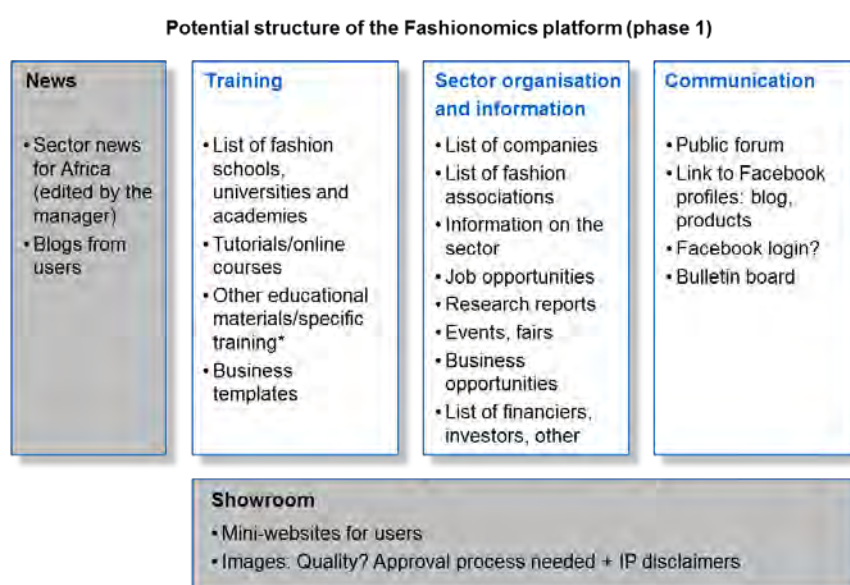 Potential structure of the Fashionomics platform (phase 1)
News
• Sector news
for Africa
(edited by the
manager)
• Blogs from
users
Training
• List of fashion
schools,
universities and
academies
• Tutorials/online
courses
• Other educational
materials/specific
training*
• Business
templates
Sector organisation
and information
• List of companies
• List of fashion
associations
• Information on the
sector
• Job opportunities
• Research reports
• Events, fairs
• Business
opportunities
• List of financiers,
investors, other
Communication
• Public forum
• Link to Facebook
profiles: blog,
products
• Facebook login?
• Bulletin board
Showroom
• Mini-websites for users
• Images: Quality? Approval process needed + IP disclaimers